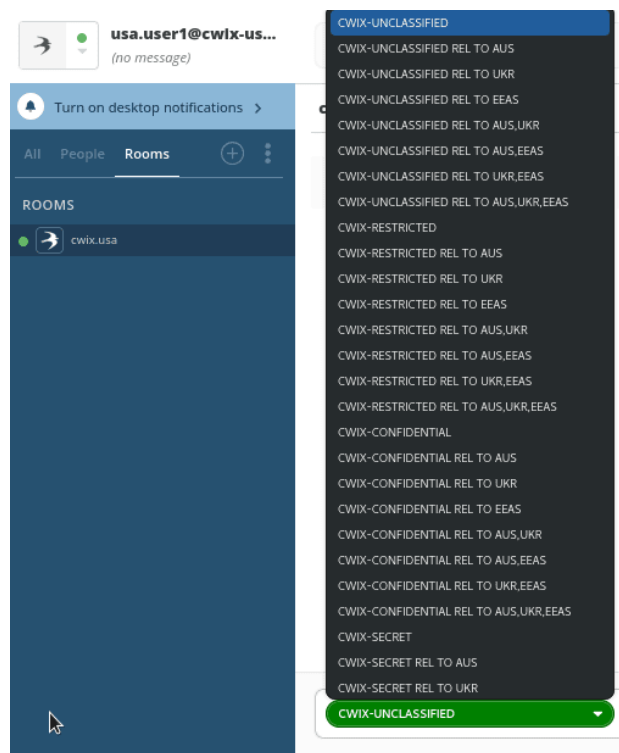 usa.user1@cwix-us...
(no message)
Turn on desktop notifications
All People Rooms
ROOMS
cwix.usa
CWIX-UNCLASSIFIED
CWIX-UNCLASSIFIED REL TO AUS
CWIX-UNCLASSIFIED REL TO UKR
CWIX-UNCLASSIFIED REL TO EEAS
CWIX-UNCLASSIFIED REL TO AUS,UKR
CWIX-UNCLASSIFIED REL TO AUS,EEAS
CWIX-UNCLASSIFIED REL TO UKR,EEAS
CWIX-UNCLASSIFIED REL TO AUS,UKR,EEAS
CWIX-RESTRICTED
CWIX-RESTRICTED REL TO AUS
CWIX-RESTRICTED REL TO UKR
CWIX-RESTRICTED REL TO EEAS
CWIX-RESTRICTED REL TO AUS,UKR
CWIX-RESTRICTED REL TO AUS,EEAS
CWIX-RESTRICTED REL TO UKR,EEAS
CWIX-RESTRICTED REL TO AUS,UKR,EEAS
CWIX-CONFIDENTIAL
CWIX-CONFIDENTIAL REL TO AUS
CWIX-CONFIDENTIAL REL TO UKR
CWIX-CONFIDENTIAL REL TO EEAS
CWIX-CONFIDENTIAL REL TO AUS,UKR
CWIX-CONFIDENTIAL REL TO AUS,EEAS
CWIX-CONFIDENTIAL REL TO UKR,EEAS
CWIX-CONFIDENTIAL REL TO AUS,UKR,EEAS
CWIX-SECRET
CWIX-SECRET REL TO AUS
CWIX-SECRET REL TO UKR
CWIX-UNCLASSIFIED